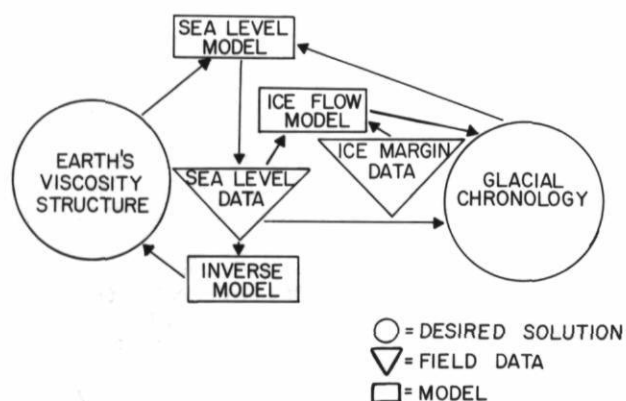 SEA LEVEL
MODEL
ICE FLOW
MODEL
EARTH'S
VISCOSITY
STRUCTURE
SEA LEVEL
DATA
ICE MARGIN
DATA
GLACIAL
CHRONOLOGY
INVERSE
MODEL
= DESIRED SOLUTION
= FIELD DATA
= MODEL